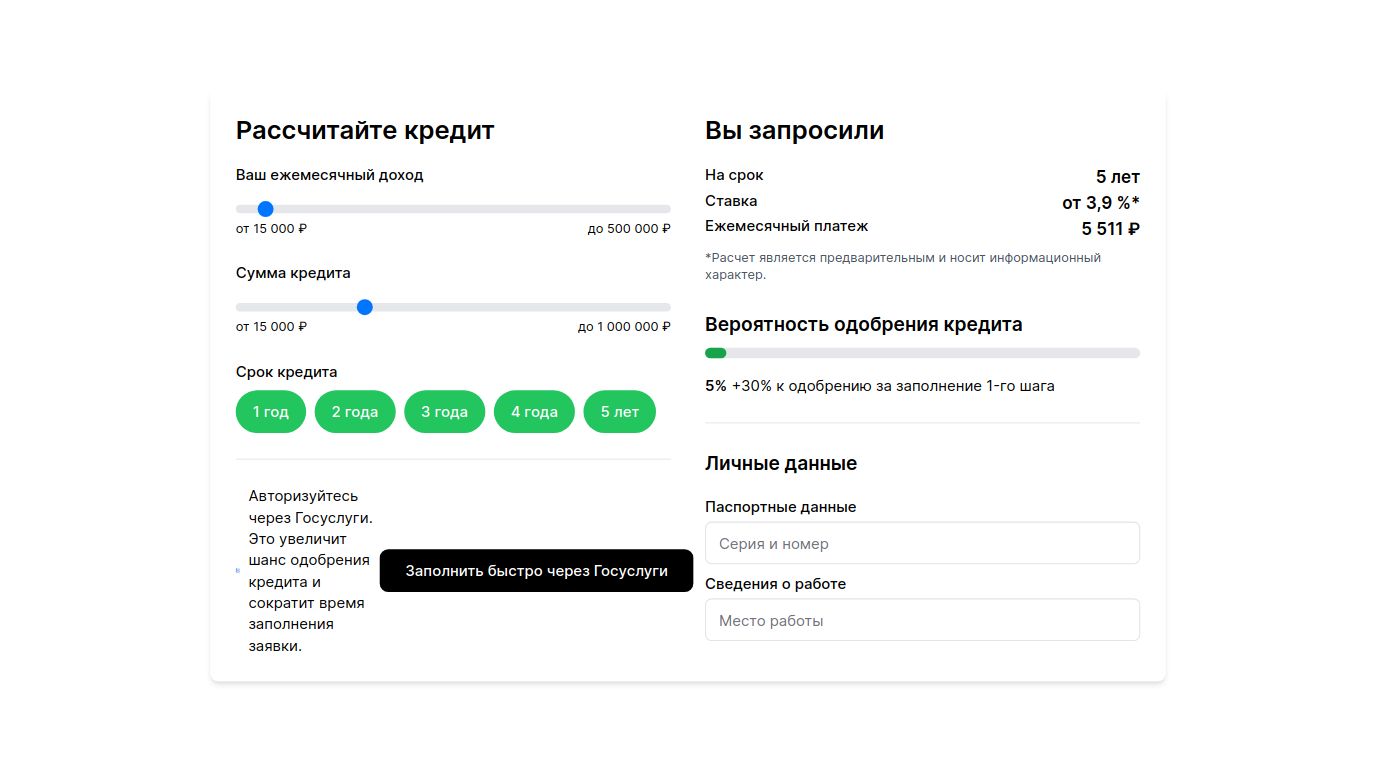 Рассчитайте кредит
Ваш ежемесячный доход
от 15 000 ₽
до 500 000 ₽
Сумма кредита
от 15 000 ₽
до 1 000 000 ₽
Срок кредита
1 год
2 года
3 года
4 года
5 лет
Авторизуйтесь
через Госуслуги.
Это увеличит
шанс одобрения
кредита и
сократит время
заполнения
заявки.
Заполнить быстро через Госуслуги
Вы запросили
На срок
5 лет
Ставка
от 3,9 %*
Ежемесячный платеж
5 511 ₽
*Расчет является предварительным и носит информационный
характер.
Вероятность одобрения кредита
5% +30% к одобрению за заполнение 1-го шага
Личные данные
Паспортные данные
Серия и номер
Сведения о работе
Место работы